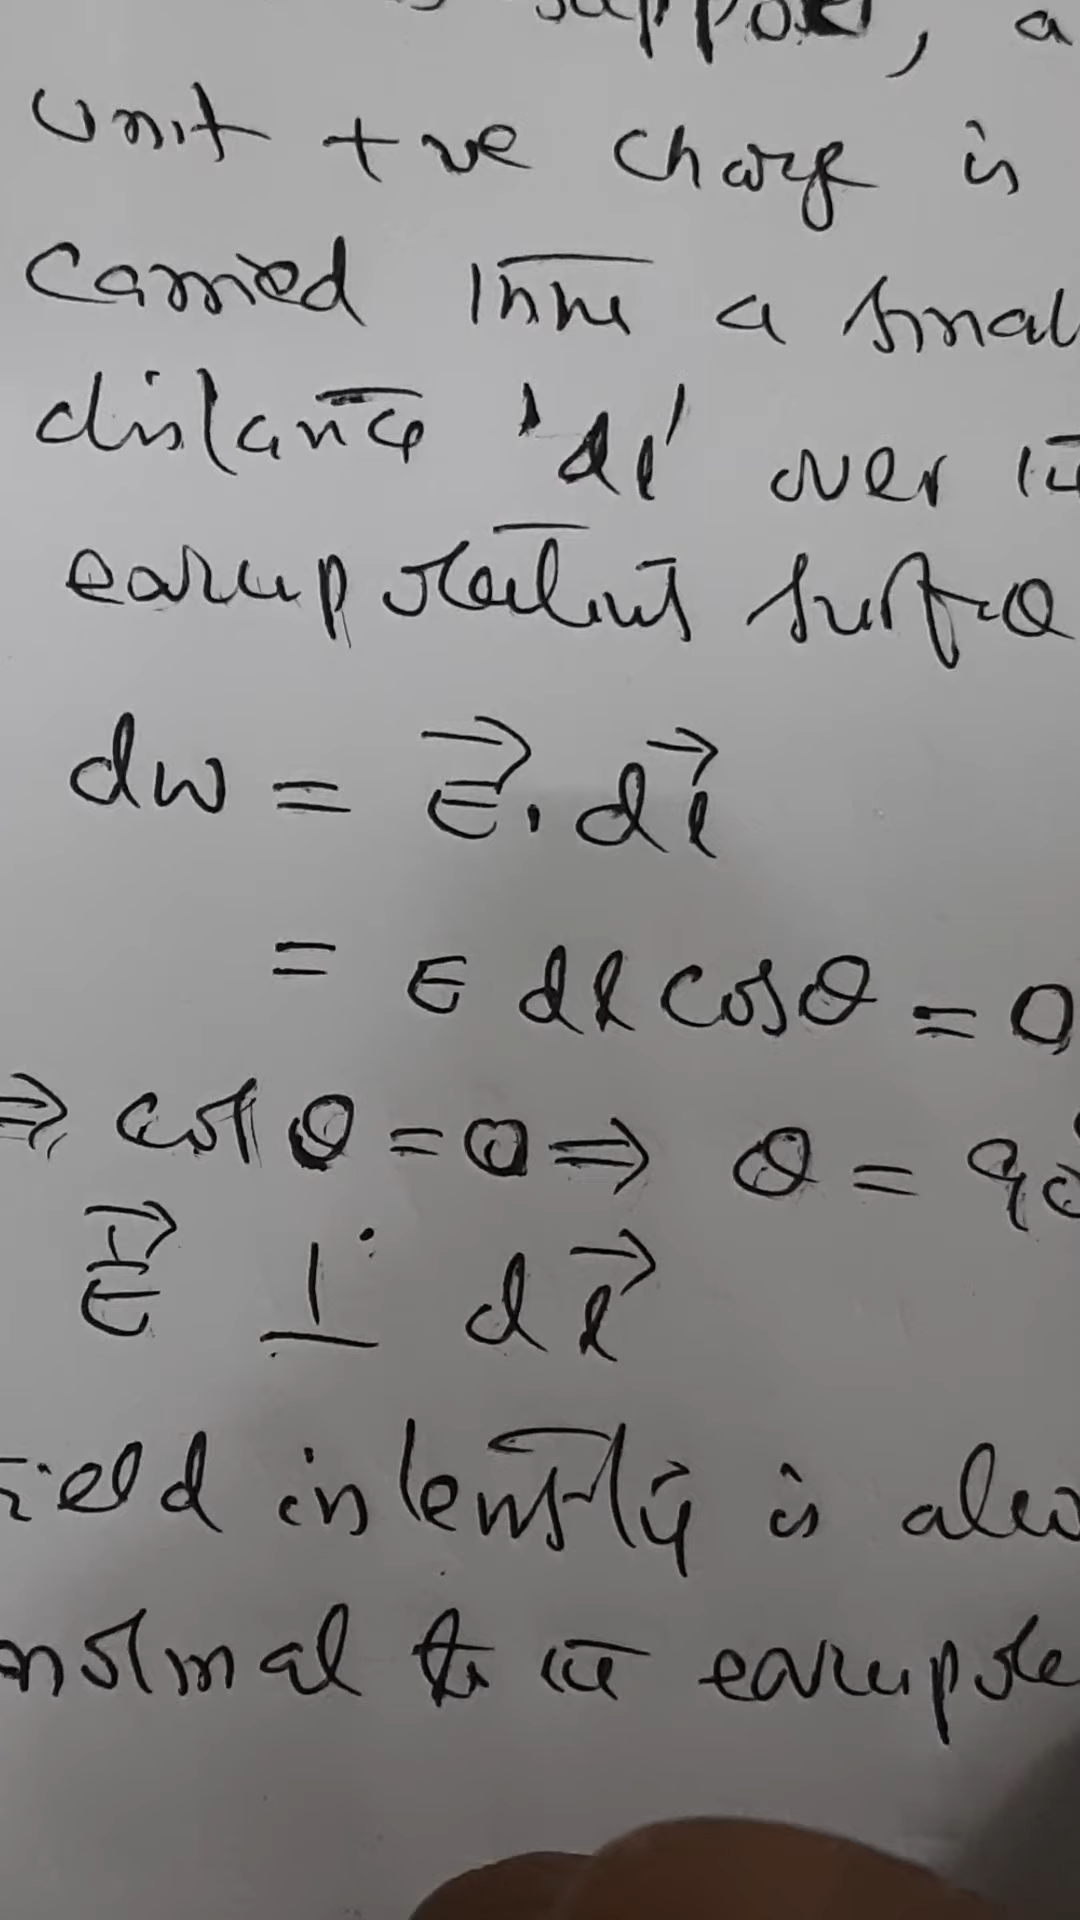 suppose, a
unit +ve charge is
carried thru a small
distance 'dl' over the
equipotential surface
dw = E⃗ . dl⃗
= E dl cosθ = 0
⇒ cosθ = 0 ⇒ θ = 90
E⃗ ⊥ dl⃗
field intensity is also
normal to the equipote